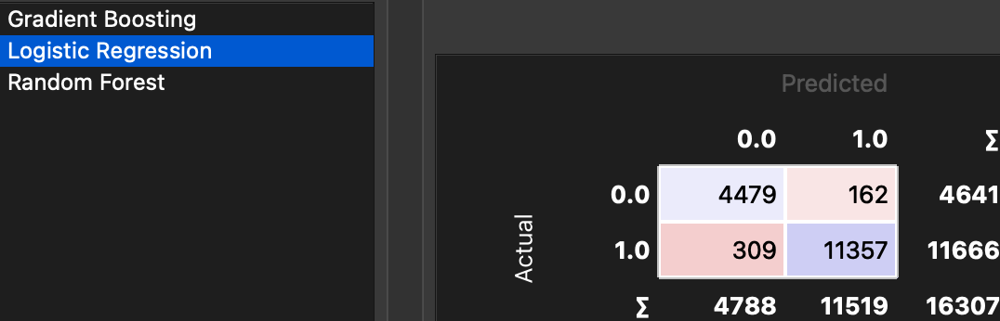 Gradient Boosting
Logistic Regression
Random Forest
Predicted
0.0 1.0 Σ
0.0 4479 162 4641
Actual
1.0 309 11357 11666
Σ 4788 11519 16307